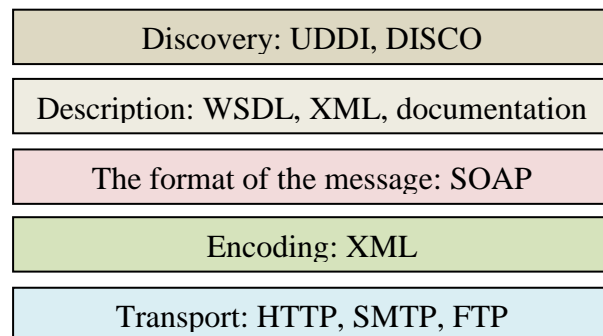 Discovery: UDDI, DISCO
Description: WSDL, XML, documentation
The format of the message: SOAP
Encoding: XML
Transport: HTTP, SMTP, FTP